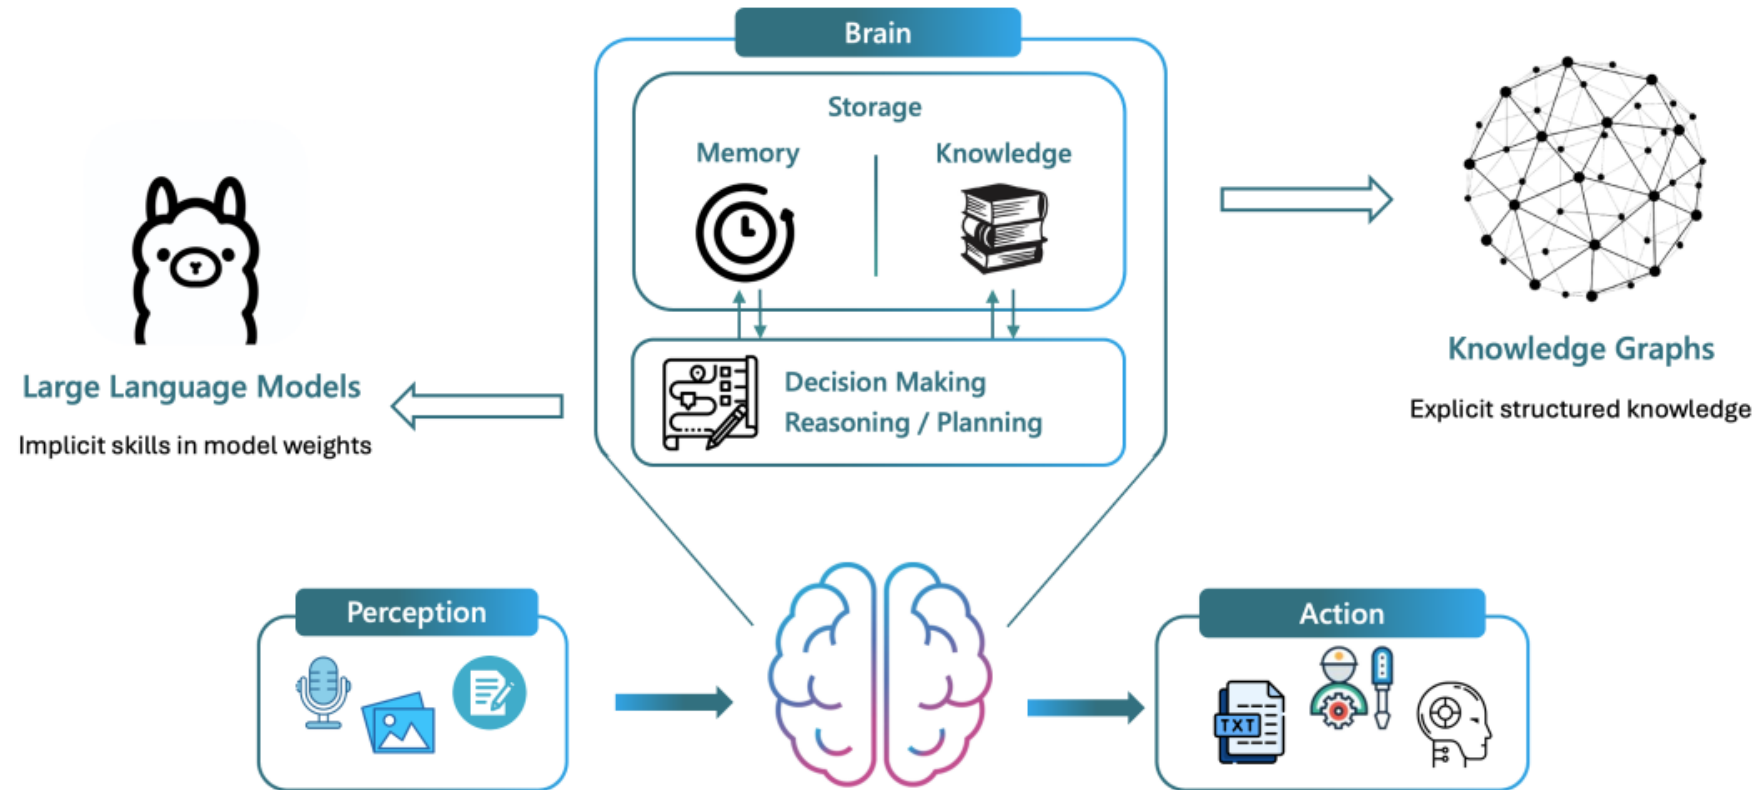 Brain
Storage
Memory
Knowledge
Decision Making
Reasoning / Planning
Large Language Models
Implicit skills in model weights
Knowledge Graphs
Explicit structured knowledge
Perception
Action
TXT